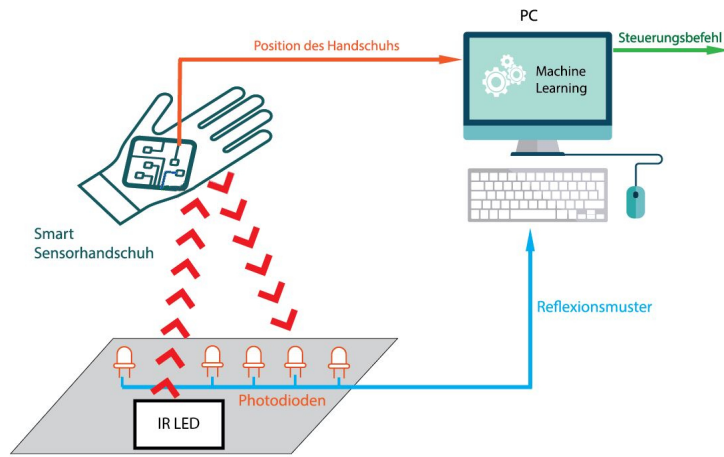 PC
Position des Handschuhs
Steuerungsbefehl
Machine
Learning
Smart
Sensorhandschuh
Reflexionsmuster
Photodioden
IR LED